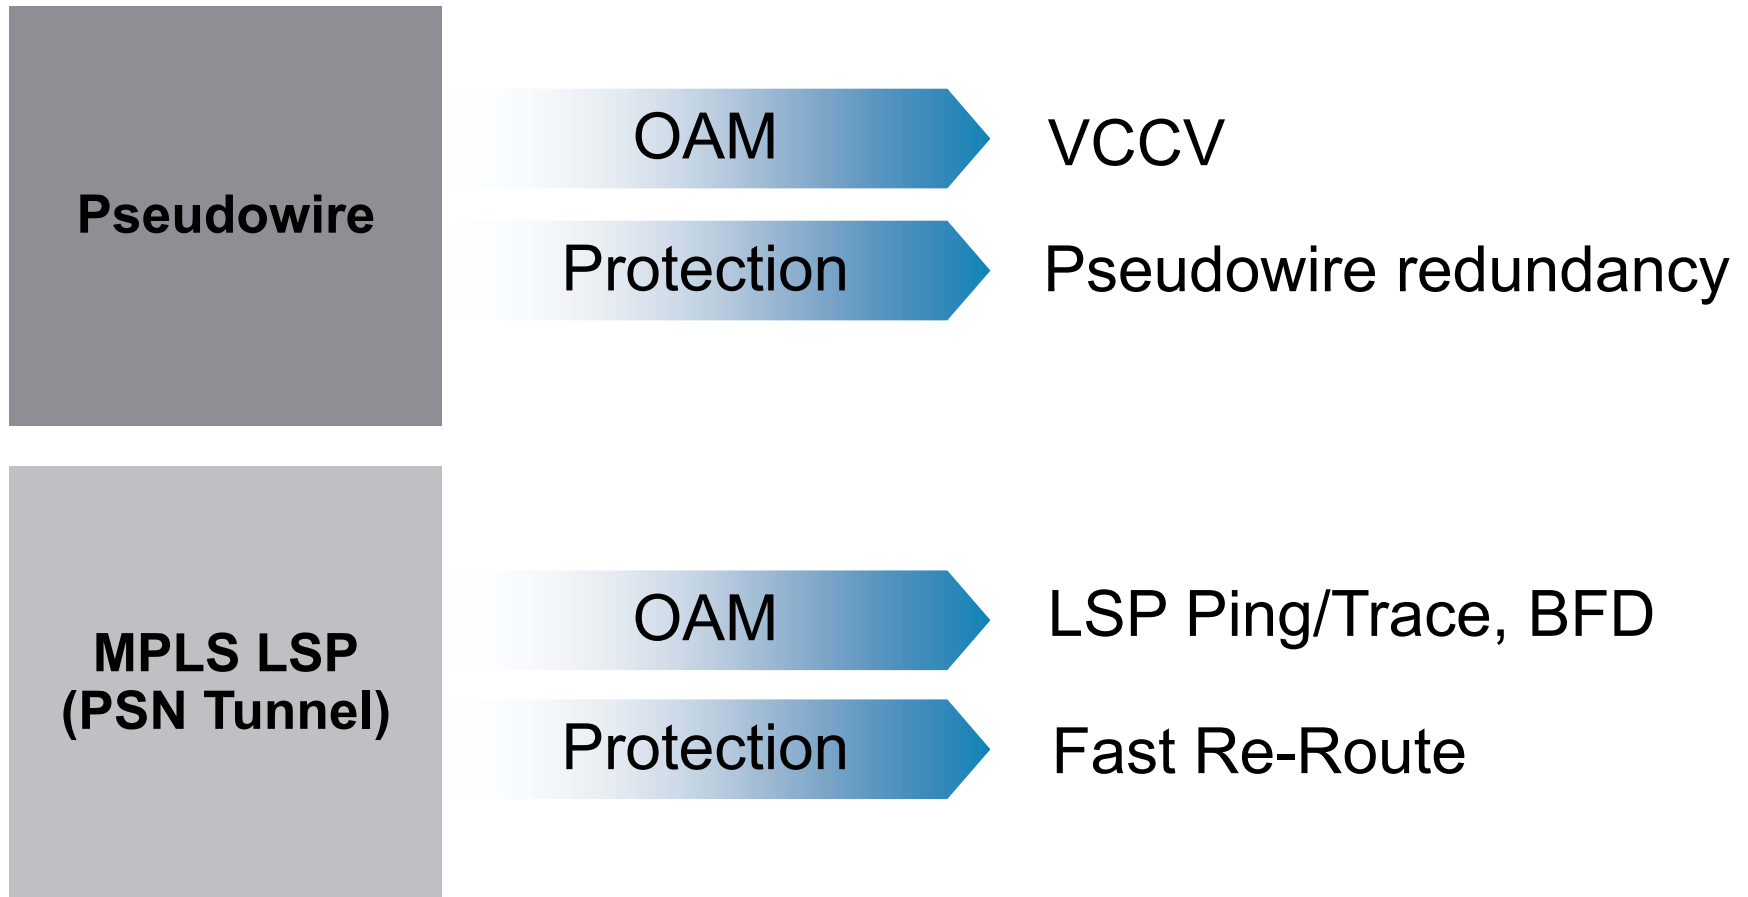 Pseudowire
OAM
VCCV
Protection
Pseudowire redundancy
MPLS LSP
(PSN Tunnel)
OAM
LSP Ping/Trace, BFD
Protection
Fast Re-Route